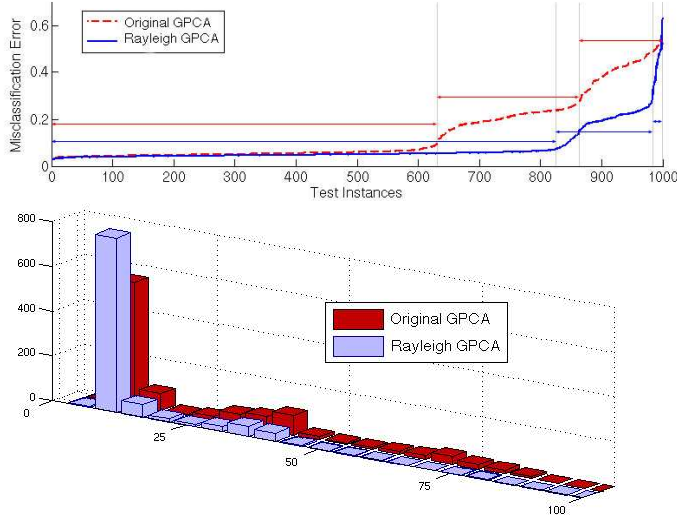 Misclassification Error
0.6
0.4
0.2
0
Original GPCA
Rayleigh GPCA
0 100 200 300 400 500 600 700 800 900 1000
Test Instances
800
600
400
200
0
0
25
50
75
100
Original GPCA
Rayleigh GPCA